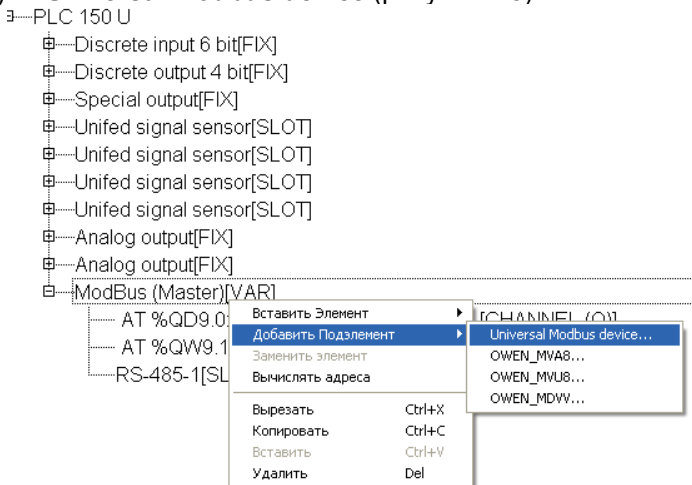 PLC 150 U
Discrete input 6 bit[FIX]
Discrete output 4 bit[FIX]
Special output[FIX]
Unifed signal sensor[SLOT]
Unifed signal sensor[SLOT]
Unifed signal sensor[SLOT]
Unifed signal sensor[SLOT]
Analog output[FIX]
Analog output[FIX]
ModBus (Master)[VAR]
AT %QD9.0 [CHANNEL (Q)]
AT %QW9.1
RS-485-1[SL
Вставить Элемент
Добавить Подэлемент
Заменить элемент
Вычислять адреса
Вырезать Ctrl+X
Копировать Ctrl+C
Вставить Ctrl+V
Удалить Del
Universal Modbus device...
OWEN_MVA8...
OWEN_MVU8...
OWEN_MDVV...